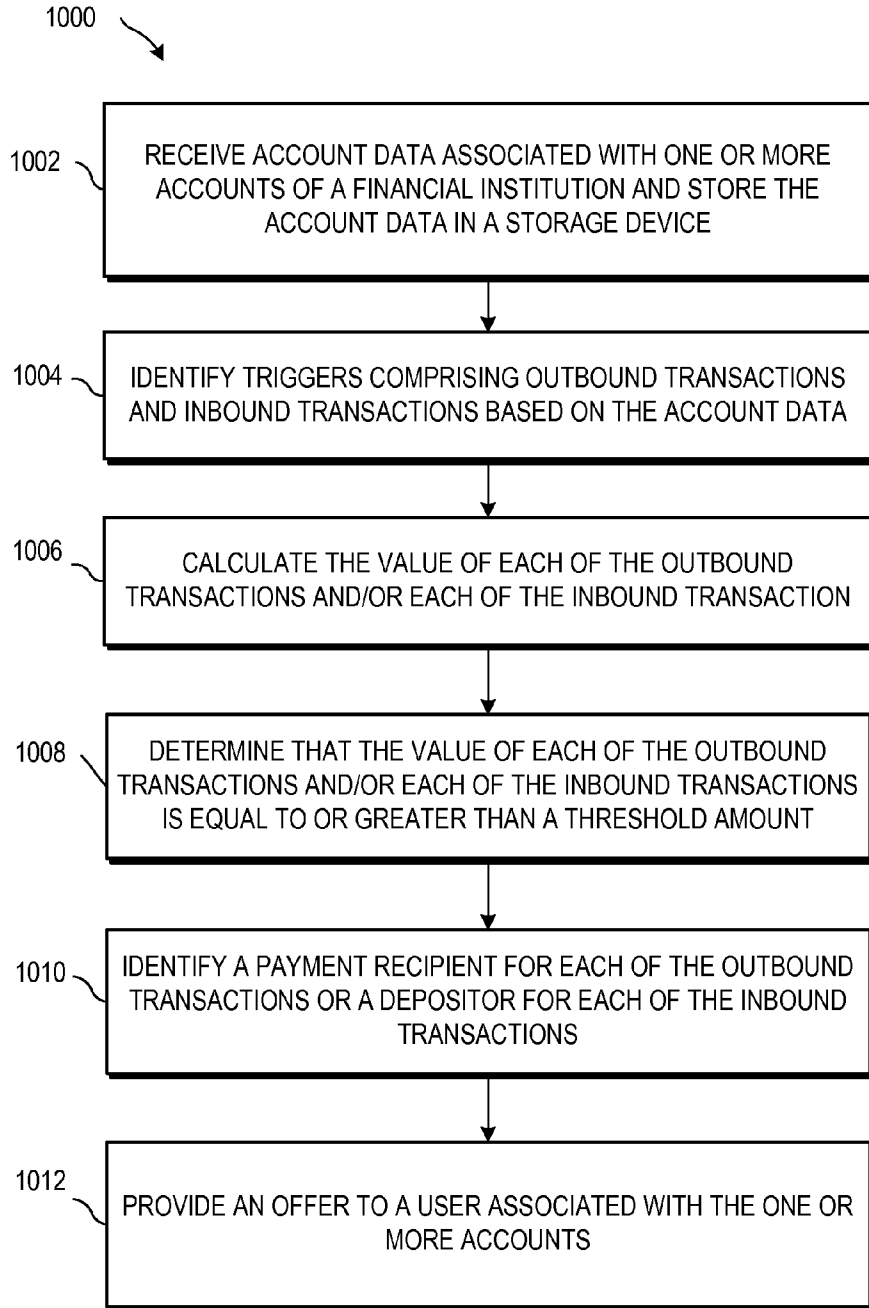 1000
1002
RECEIVE ACCOUNT DATA ASSOCIATED WITH ONE OR MORE
ACCOUNTS OF A FINANCIAL INSTITUTION AND STORE THE
ACCOUNT DATA IN A STORAGE DEVICE
1004
IDENTIFY TRIGGERS COMPRISING OUTBOUND TRANSACTIONS
AND INBOUND TRANSACTIONS BASED ON THE ACCOUNT DATA.
1006
CALCULATE THE VALUE OF EACH OF THE OUTBOUND
TRANSACTIONS AND/OR EACH OF THE INBOUND TRANSACTION
1008
DETERMINE THAT THE VALUE OF EACH OF THE OUTBOUND
TRANSACTIONS AND/OR EACH OF THE INBOUND TRANSACTIONS
IS EQUAL TO OR GREATER THAN A THRESHOLD AMOUNT
1010
IDENTIFY A PAYMENT RECIPIENT FOR EACH OF THE OUTBOUND
TRANSACTIONS OR A DEPOSITOR FOR EACH OF THE INBOUND
TRANSACTIONS
1012
PROVIDE AN OFFER TO A USER ASSOCIATED WITH THE ONE OR
MORE ACCOUNTS